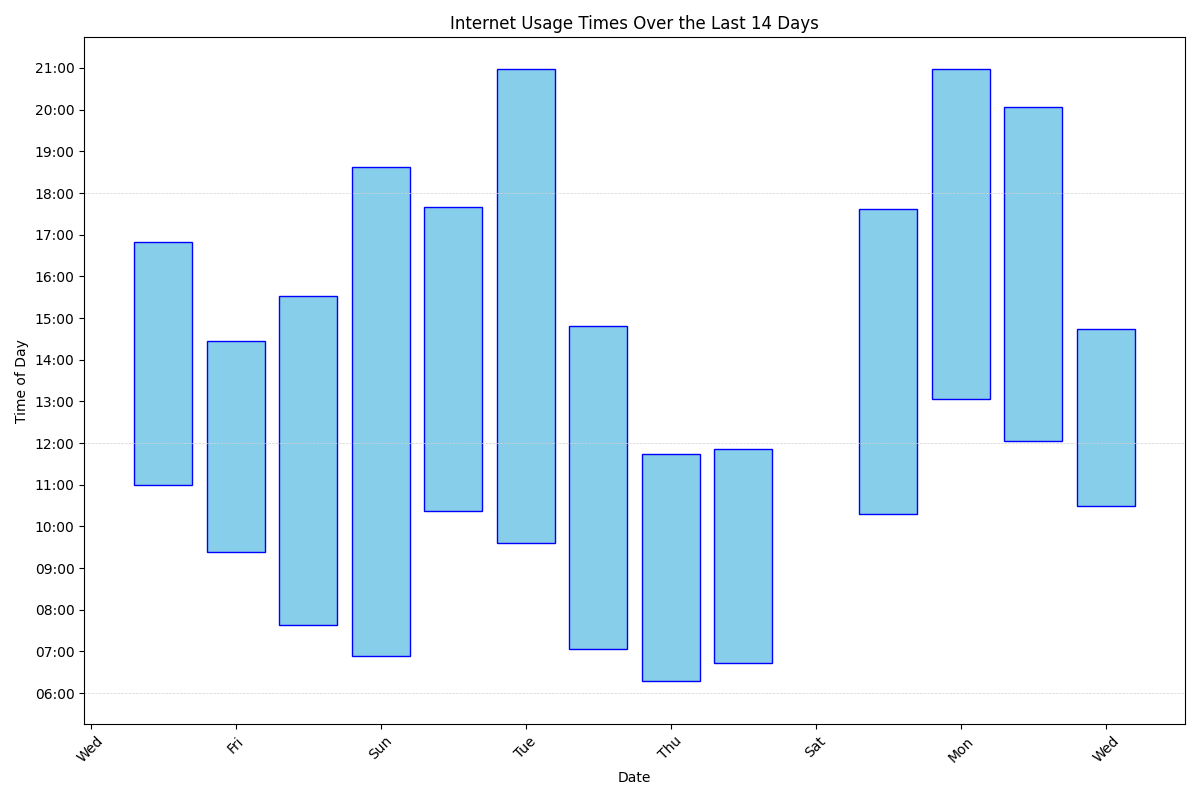 Internet Usage Times Over the Last 14 Days
21:00
20:00
19:00
18:00
17:00
16:00
15:00
14:00
13:00
12:00
11:00
10:00
09:00
08:00
07:00
06:00
Time of Day
Wed
Fri
Sun
Tue
Thu
Sat
Mon
Wed
Date